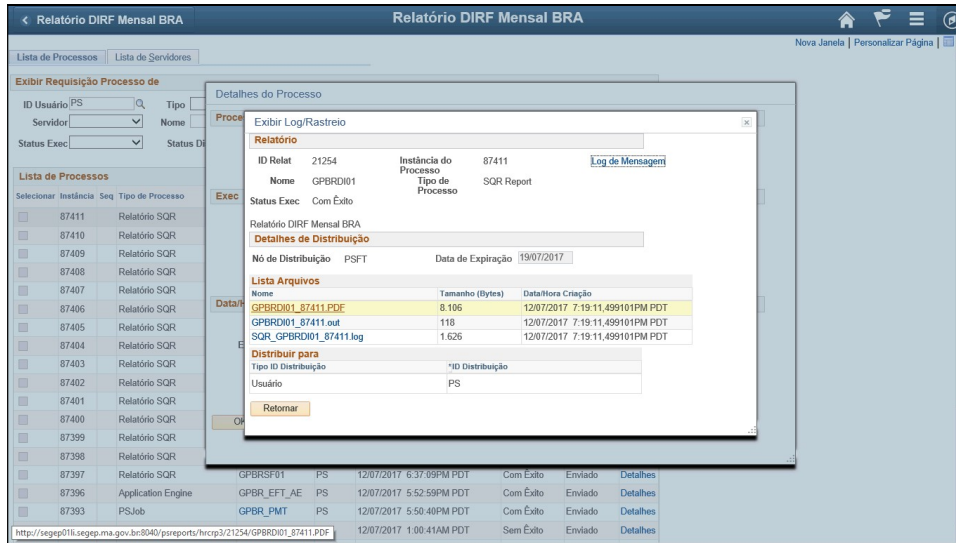 Relatório DIRF Mensal BRA
Relatório DIRF Mensal BRA
Nova Janela | Personalizar Página |
Lista de Processos
Lista de Servidores
Exibir Requisição Processo de
ID Usuário PS Tipo
Servidor Nome
Status Exec Status Di
Lista de Processos
Selecionar Instância Seq Tipo de Processo
87411 Relatório SQR
87410 Relatório SQR
87409 Relatório SQR
87408 Relatório SQR
87407 Relatório SQR
87406 Relatório SQR
87405 Relatório SQR
87404 Relatório SQR
87403 Relatório SQR
87402 Relatório SQR
87401 Relatório SQR
87400 Relatório SQR
87399 Relatório SQR
87398 Relatório SQR
87397 Relatório SQR GPBRSF01 PS 12/07/2017 6:37:09PM PDT Com Êxito Enviado Detalhes
87396 Application Engine GPBR_EFT_AE PS 12/07/2017 5:52:59PM PDT Com Êxito Enviado Detalhes
87393 PSJob GPBR_PMT PS 12/07/2017 5:50:40PM PDT Com Êxito Enviado Detalhes
12/07/2017 1:00:41AM PDT Sem Êxito Enviado Detalhes
http://segep01li.segep.ma.gov.br:8040/psreports/hrcrp3/21254/GPBRDI01_87411.PDF
Detalhes do Processo
Proce
Exec
Data/H
E
OK
Exibir Log/Rastreio
Relatório
ID Relat 21254 Instância do Processo 87411 Log de Mensagem
Nome GPBRDI01 Tipo de Processo SQR Report
Status Exec Com Êxito
Relatório DIRF Mensal BRA
Detalhes de Distribuição
Nó de Distribuição PSFT Data de Expiração 19/07/2017
Lista Arquivos
Nome Tamanho (Bytes) Data/Hora Criação
GPBRDI01_87411.PDF 8.106 12/07/2017 7:19:11,499101PM PDT
GPBRDI01_87411.out 118 12/07/2017 7:19:11,499101PM PDT
SQR_GPBRDI01_87411.log 1.626 12/07/2017 7:19:11,499101PM PDT
Distribuir para
Tipo ID Distribuição *ID Distribuição
Usuário PS
Retornar